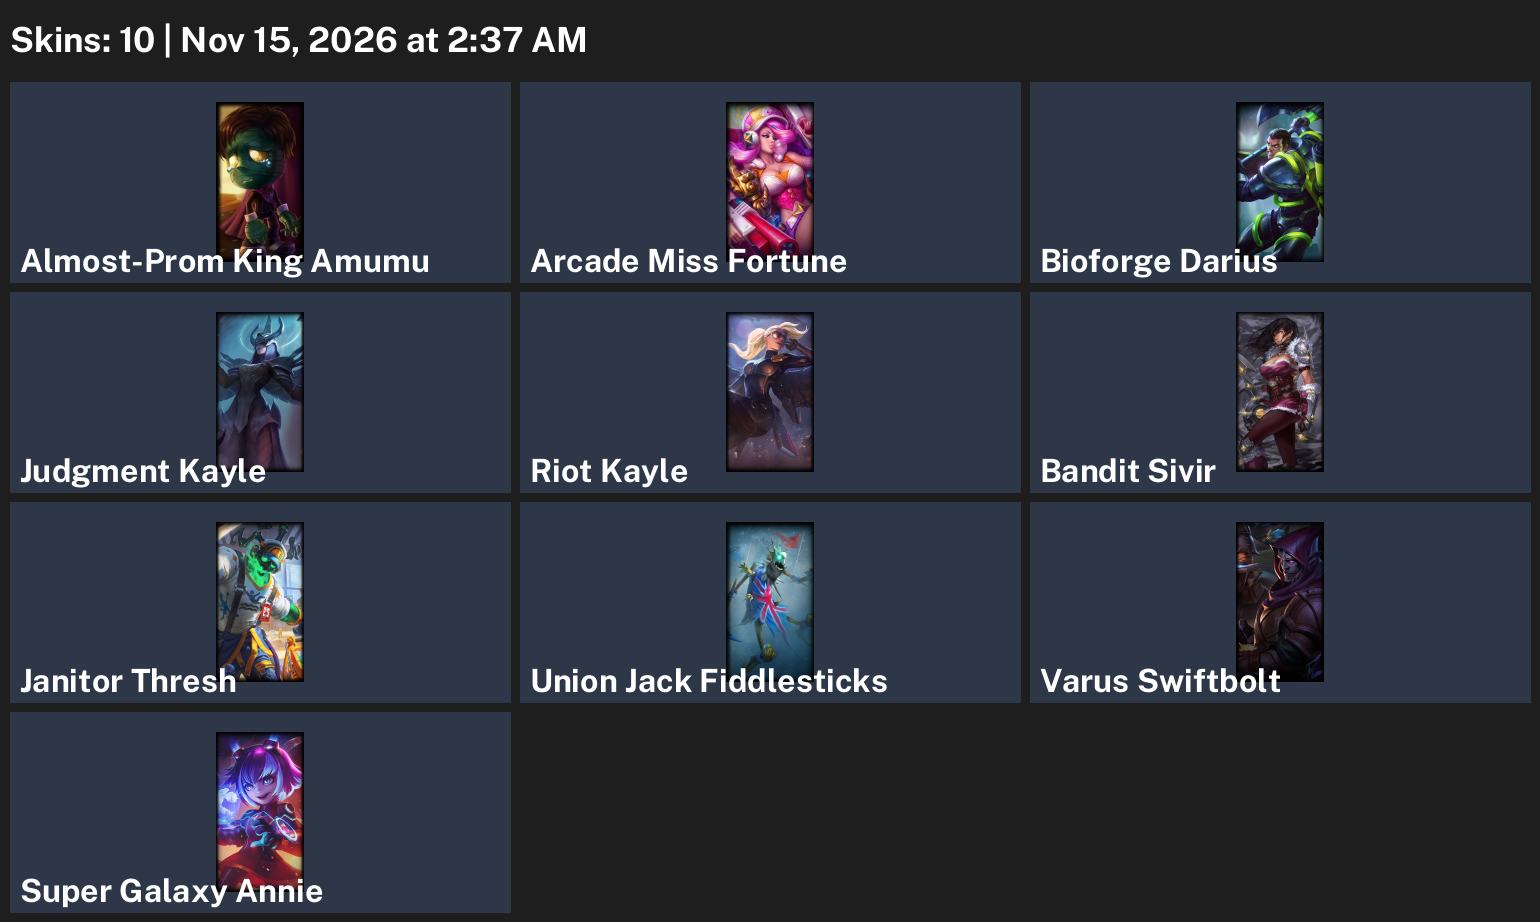 Skins: 10 | Nov 15, 2026 at 2:37 AM
Almost-Prom King Amumu
Arcade Miss Fortune
Bioforge Darius
Judgment Kayle
Riot Kayle
Bandit Sivir
Janitor Thresh
Union Jack Fiddlesticks
Varus Swiftbolt
Super Galaxy Annie